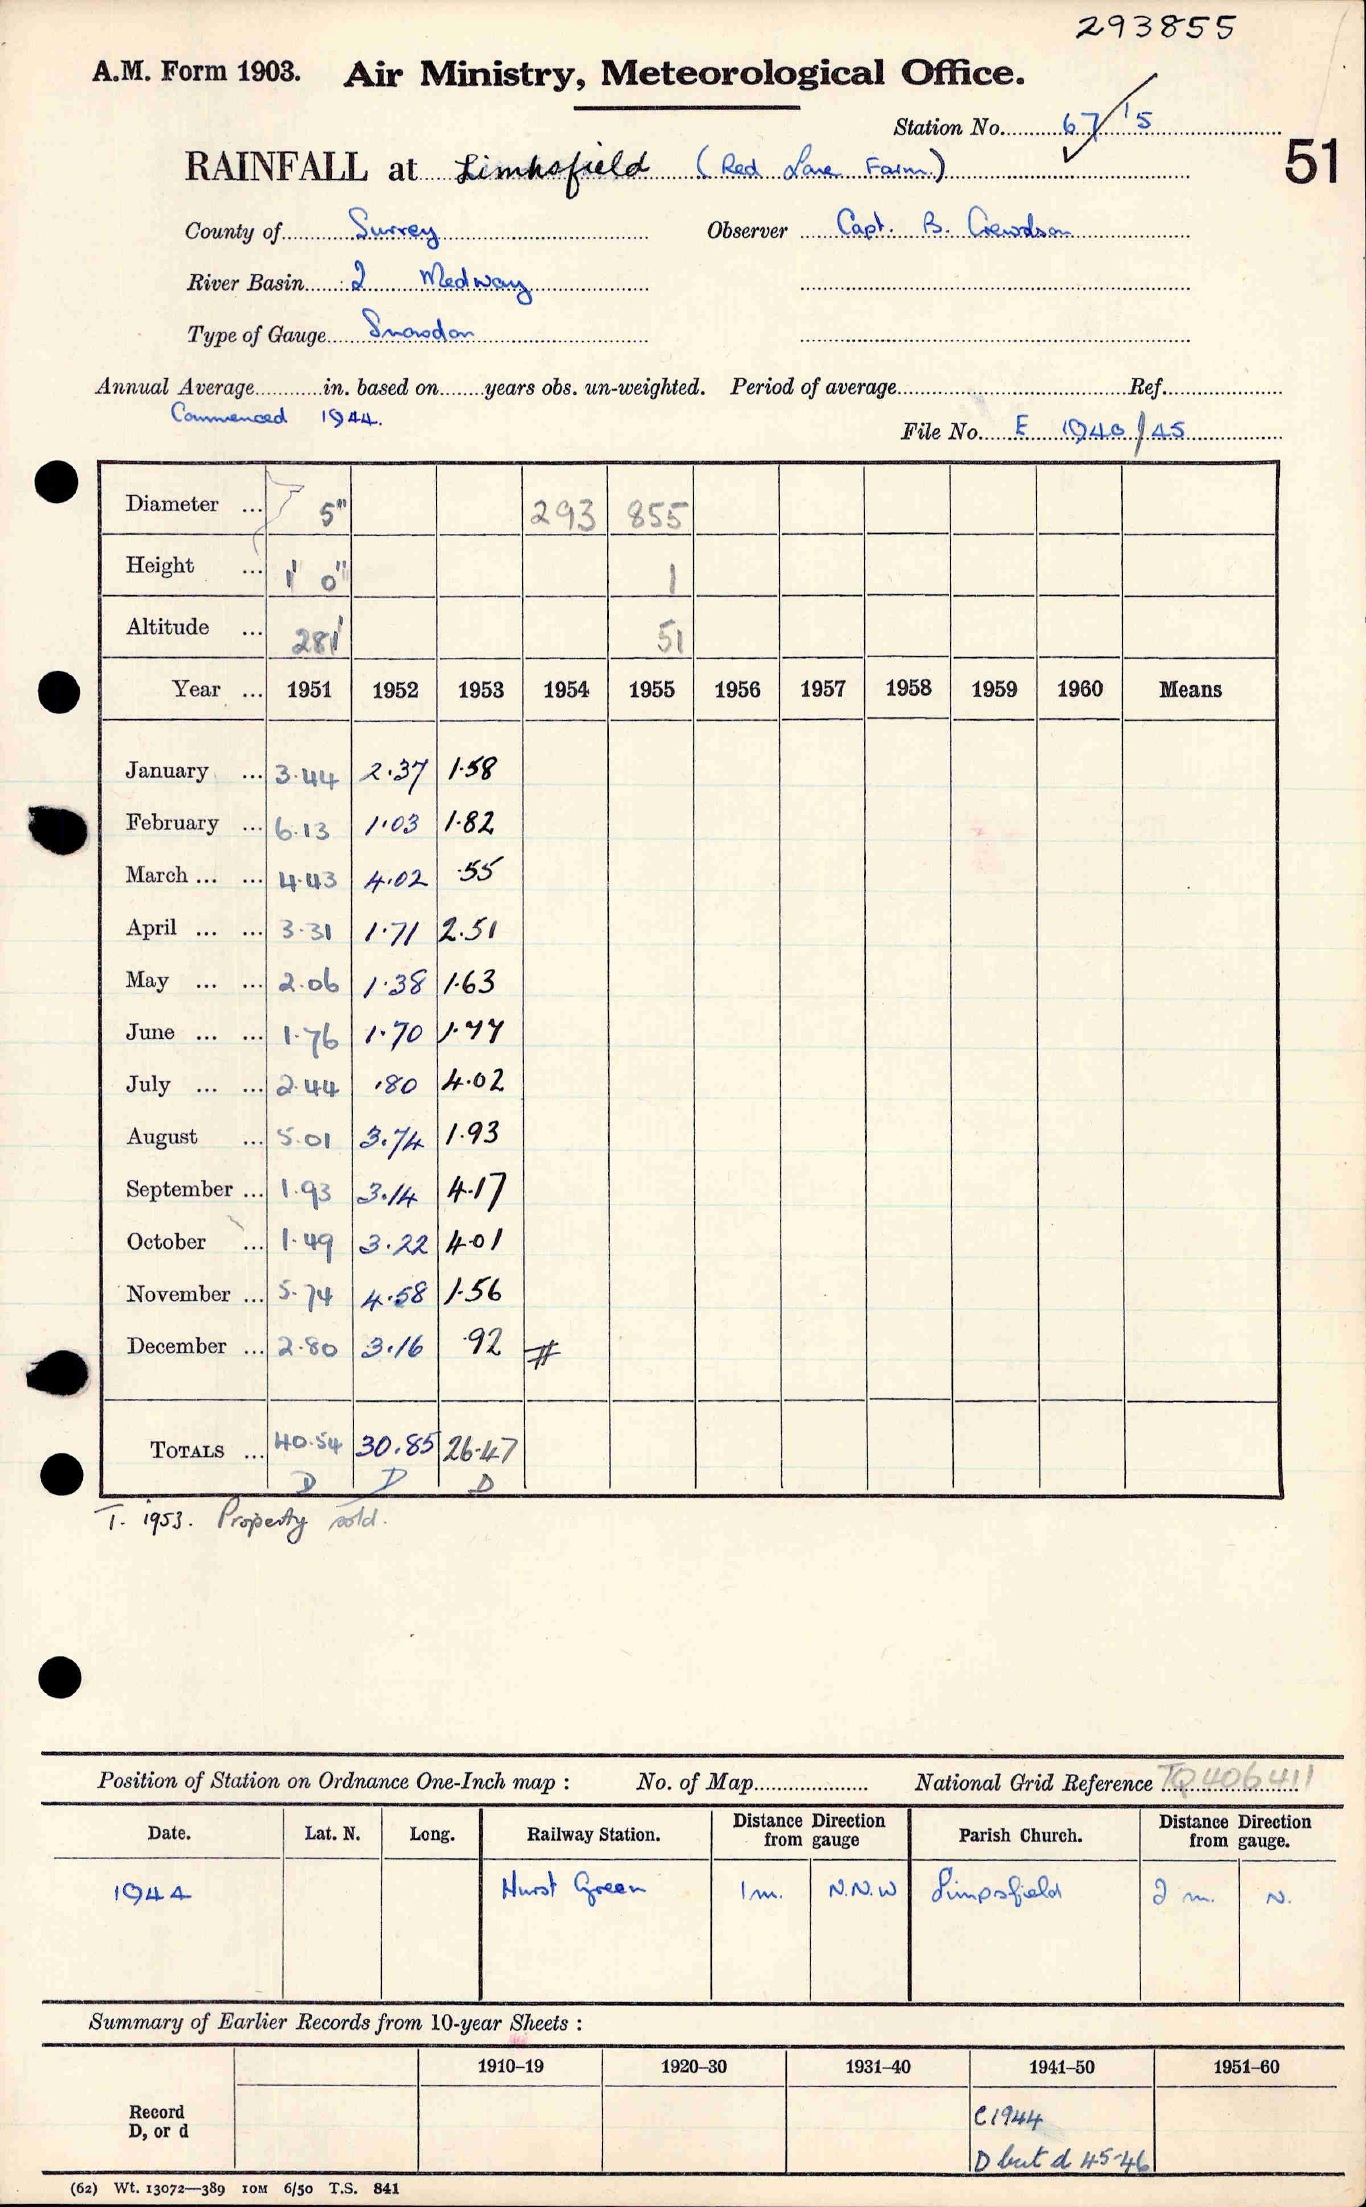 293855
A.M. Form 1903. Air Ministry, Meteorological Office.
Station No. 67/15
51
RAINFALL at Limpsfield (Red Lane Farm)
County of Surrey Observer Capt. B. Crewdson
River Basin 2 Medway
Type of Gauge Snowdon
Annual Average in. based on years obs. un-weighted. Period of average Ref.
Commenced 1944.
File No. E 1940/45
Diameter ... 5" 293 855
Height ... 1' 0" 1
Altitude ... 281' 51
Year ... 1951 1952 1953 1954 1955 1956 1957 1958 1959 1960 Means
January ... 3.44 2.37 1.58
February ... 6.13 1.03 1.82
March ... ... 4.43 4.02 .55
April ... ... 3.31 1.71 2.51
May ... ... 2.06 1.38 1.63
June ... ... 1.76 1.70 1.77
July ... ... 2.44 .80 4.02
August ... 5.01 3.74 1.93
September ... 1.93 3.14 4.17
October ... 1.49 3.22 4.01
November ... 5.74 4.58 1.56
December ... 2.80 3.16 .92 #
TOTALS ... 40.54 30.85 26.47
D D D
T. 1953. Property sold.
Position of Station on Ordnance One-Inch map : No. of Map National Grid Reference TQ406411
Date. Lat. N. Long. Railway Station. Distance Direction from gauge Parish Church. Distance Direction from gauge.
1944 Hurst Green 1m. N.N.W Limpsfield 2 m. N.
Summary of Earlier Records from 10-year Sheets :
1910–19 1920–30 1931–40 1941–50 1951–60
Record
D, or d
C1944
D but d 45-46
(62) Wt. 13072—389 10M 6/50 T.S. 841